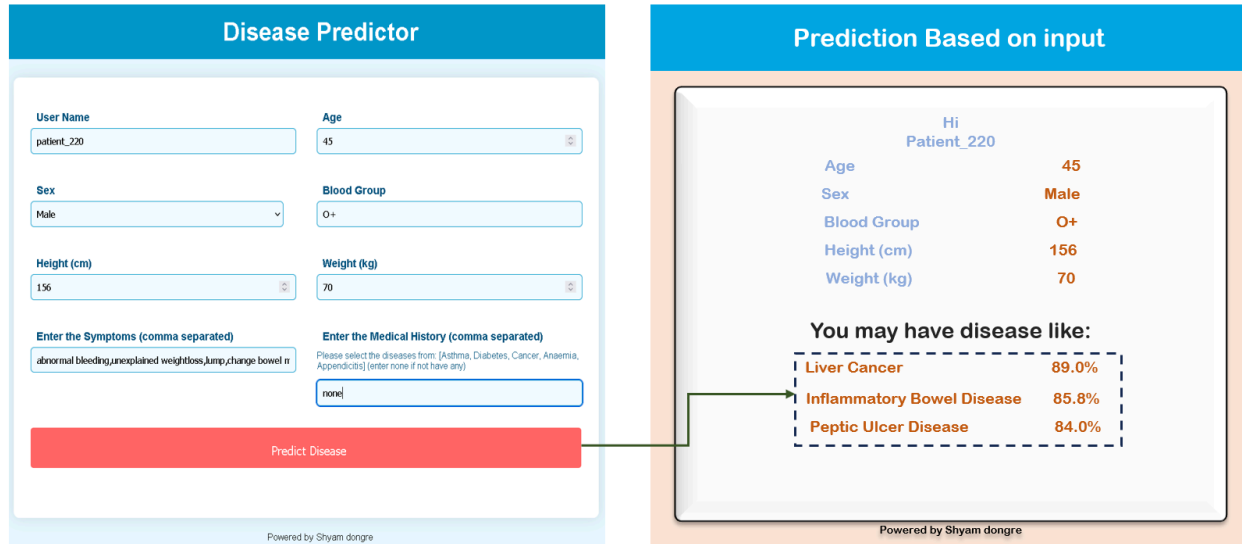 Disease Predictor
User Name
Age
patient_220
45
Sex
Blood Group
Male
O+
Height (cm)
Weight (kg)
156
70
Enter the Symptoms (comma separated)
Enter the Medical History (comma separated)
Please select the diseases from: [Asthma, Diabetes, Cancer, Anaemia,
Appendicitis] (enter none if not have any)
abnormal bleeding,unexplained weightloss,lump,change bowel
none
Predict Disease
Powered by Shyam dongre
Prediction Based on input
Hi
Patient_220
Age 45
Sex Male
Blood Group O+
Height (cm) 156
Weight (kg) 70
You may have disease like:
Liver Cancer 89.0%
Inflammatory Bowel Disease 85.8%
Peptic Ulcer Disease 84.0%
Powered by Shyam dongre